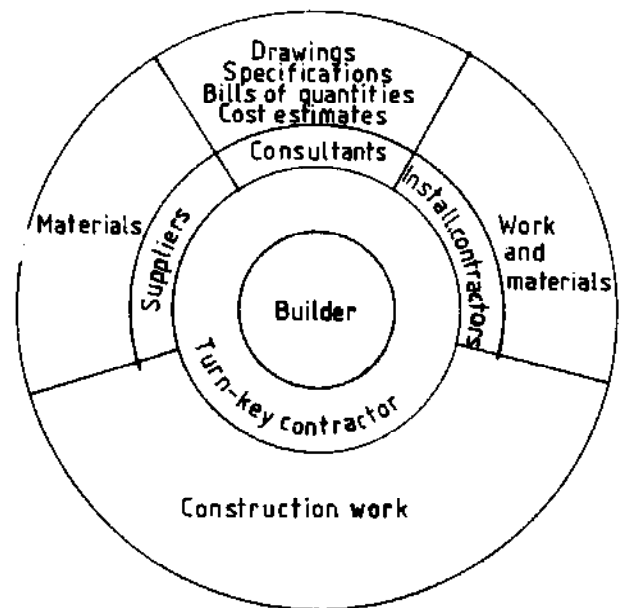 Drawings
Specifications
Bills of quantities
Cost estimates
Consultants
Materials
Suppliers
Install.contractors
Work
and
materials
Builder
Turn-key contractor
Construction work